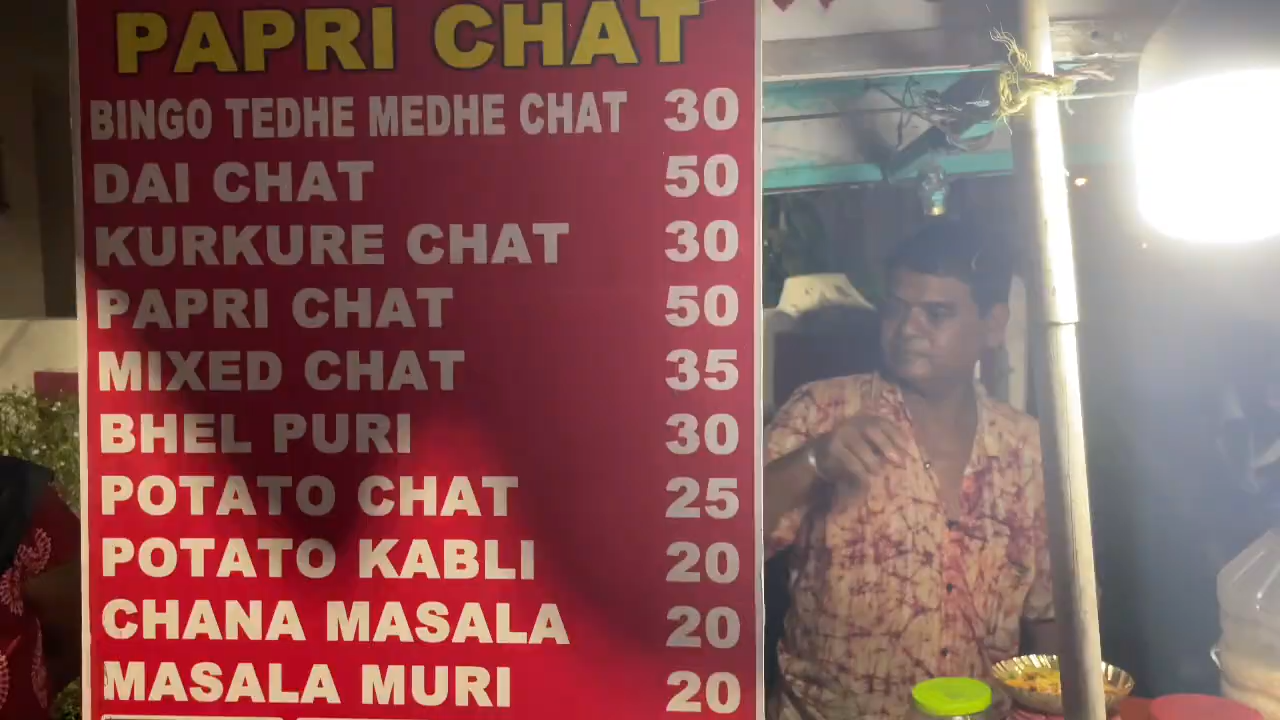 PAPRI CHAT
BINGO TEDHE MEDHE CHAT 30
DAI CHAT 50
KURKURE CHAT 30
PAPRI CHAT 50
MIXED CHAT 35
BHEL PURI 30
POTATO CHAT 25
POTATO KABLI 20
CHANA MASALA 20
MASALA MURI 20